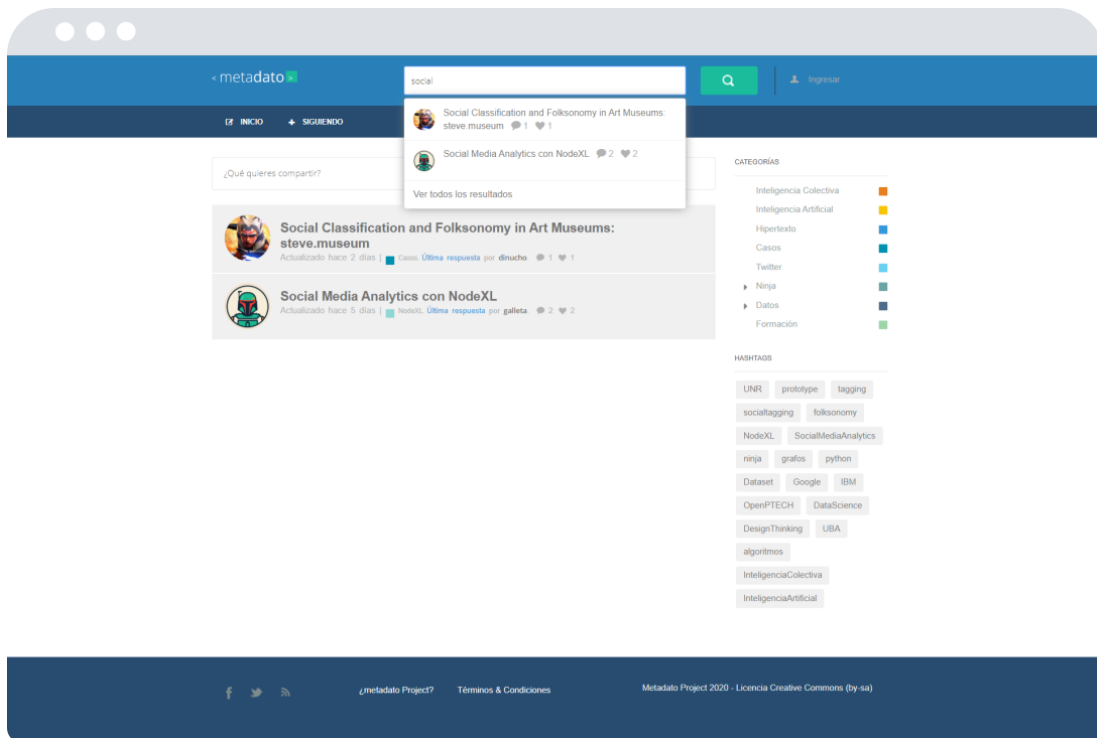 < metadato >
social
Ingresar
INICIO
SIGUIENDO
Social Classification and Folksonomy in Art Museums:
steve.museum 1 1
Social Media Analytics con NodeXL 2 2
Ver todos los resultados
¿Qué quieres compartir?
Social Classification and Folksonomy in Art Museums:
steve.museum
Actualizado hace 2 días | Casos. Última respuesta por dinucho. 1 1
Social Media Analytics con NodeXL
Actualizado hace 5 días | NodeXL. Última respuesta por galleta. 2 2
CATEGORÍAS
Inteligencia Colectiva
Inteligencia Artificial
Hipertexto
Casos
Twitter
Ninja
Datos
Formación
HASHTAGS
UNR prototype tagging
socialtagging folksonomy
NodeXL SocialMediaAnalytics
ninja grafos python
Dataset Google IBM
OpenPTECH DataScience
DesignThinking UBA
algoritmos
InteligenciaColectiva
InteligenciaArtificial
¿metadato Project? Términos & Condiciones Metadato Project 2020 - Licencia Creative Commons (by-sa)